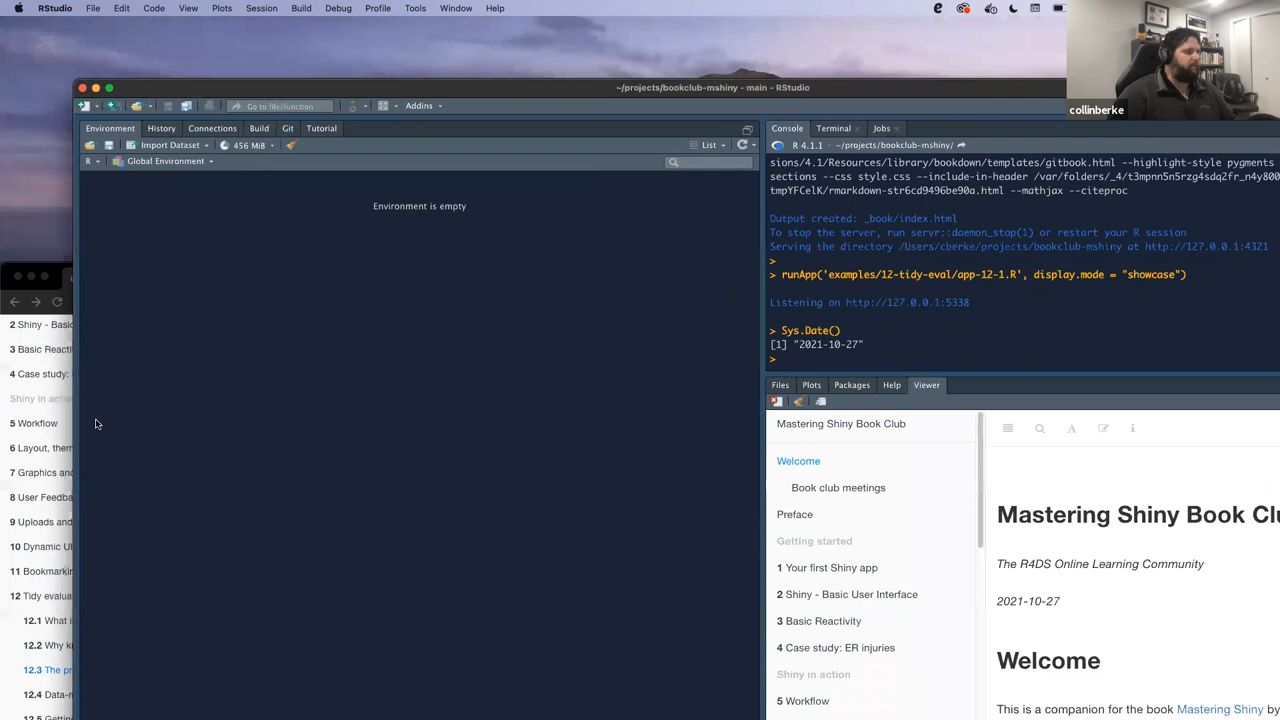 RStudio File Edit Code View Plots Session Build Debug Profile Tools Window Help
~/projects/bookclub-mshiny - main - RStudio
collinberke
Go to file/function Addins
Environment History Connections Build Git Tutorial
Import Dataset 456 MiB List
R Global Environment
Environment is empty
Console Terminal Jobs
R 4.1.1 · ~/projects/bookclub-mshiny/
sions/4.1/Resources/library/bookdown/templates/gitbook.html --highlight-style pygments
sections --css style.css --include-in-header /var/folders/_4/t3mpnn5n5rzg4sdq2fr_n4y800
tmpYFCelK/rmarkdown-str6cd9496be90a.html --mathjax --citeproc
Output created: _book/index.html
To stop the server, run servr::daemon_stop(1) or restart your R session
Serving the directory /Users/cberke/projects/bookclub-mshiny at http://127.0.0.1:4321
>
> runApp('examples/12-tidy-eval/app-12-1.R', display.mode = "showcase")
Listening on http://127.0.0.1:5338
> Sys.Date()
[1] "2021-10-27"
>
Files Plots Packages Help Viewer
Mastering Shiny Book Club
Welcome
Book club meetings
Preface
Getting started
1 Your first Shiny app
2 Shiny - Basic User Interface
3 Basic Reactivity
4 Case study: ER injuries
Shiny in action
5 Workflow
Mastering Shiny Book Clu
The R4DS Online Learning Community
2021-10-27
Welcome
This is a companion for the book Mastering Shiny by
2 Shiny - Basic
3 Basic Reacti
4 Case study:
Shiny in action
5 Workflow
6 Layout, them
7 Graphics and
8 User Feedba
9 Uploads and
10 Dynamic UI
11 Bookmarkin
12 Tidy evalua
12.1 What i
12.2 Why k
12.3 The pr
12.4 Data-m
12.5 Getting